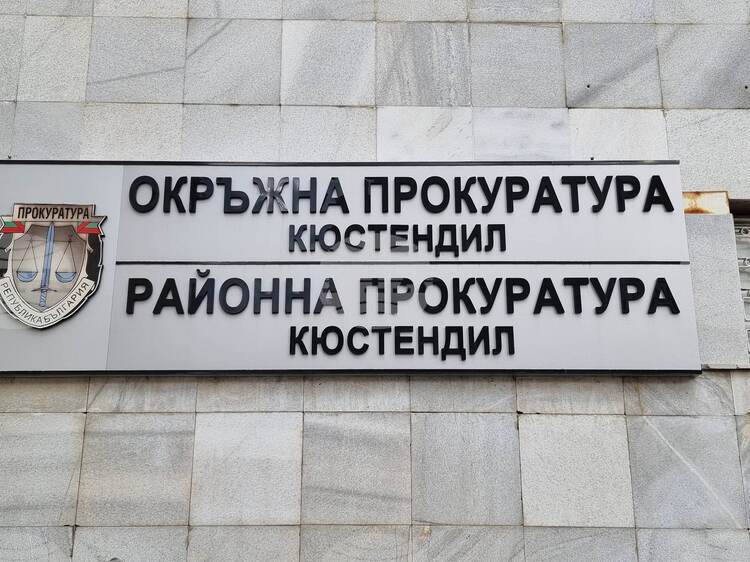 ПРОКУРАТУРА
РЕПУБЛИКА БЪЛГАРИЯ
ОКРЪЖНА ПРОКУРАТУРА
КЮСТЕНДИЛ
РАЙОННА ПРОКУРАТУРА
КЮСТЕНДИЛ